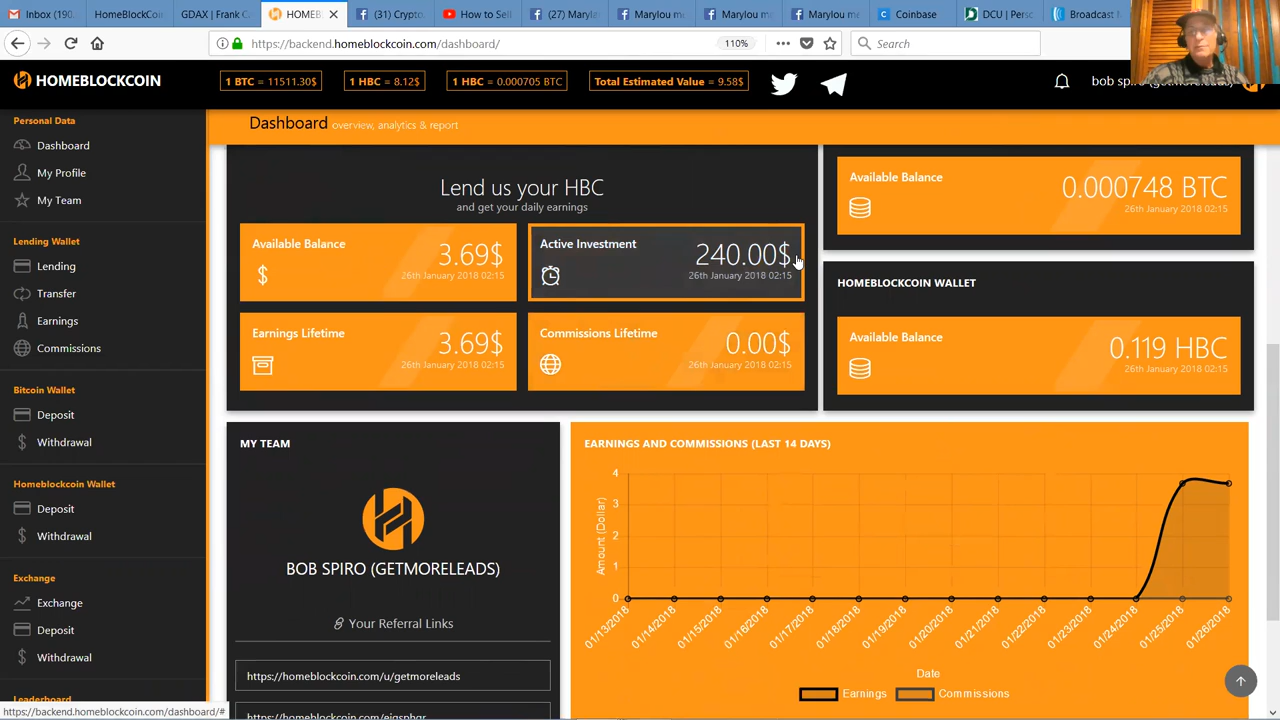 Inbox (190
HomeBlockCoin
GDAX | Frank C
HOMEB
(31) Crypto
How to Sell
(27) Maryle
Marylou me
Marylou me
Marylou me
Coinbase
DCU | Pers
Broadcast M
https://backend.homeblockcoin.com/dashboard/
110%
Search
HOMEBLOCKCOIN
1 BTC = 11511.30$
1 HBC = 8.12$
1 HBC = 0.000705 BTC
Total Estimated Value = 9.58$
bob spiro (getmoreleads)
Personal Data
Dashboard
My Profile
My Team
Lending Wallet
Lending
Transfer
Earnings
Commissions
Bitcoin Wallet
Deposit
Withdrawal
Homeblockcoin Wallet
Deposit
Withdrawal
Exchange
Exchange
Deposit
Withdrawal
Leaderboard
https://backend.homeblockcoin.com/dashboard/#
Dashboard overview, analytics & report
Lend us your HBC
and get your daily earnings
Available Balance
3.69$
26th January 2018 02:15
Active Investment
240.00$
26th January 2018 02:15
Earnings Lifetime
3.69$
26th January 2018 02:15
Commissions Lifetime
0.00$
26th January 2018 02:15
Available Balance
0.000748 BTC
26th January 2018 02:15
HOMEBLOCKCOIN WALLET
Available Balance
0.119 HBC
26th January 2018 02:15
MY TEAM
BOB SPIRO (GETMORELEADS)
Your Referral Links
https://homeblockcoin.com/u/getmoreleads
EARNINGS AND COMMISSIONS (LAST 14 DAYS)
Amount (Dollar)
4
3
2
1
0
01/13/2018
01/14/2018
01/15/2018
01/16/2018
01/17/2018
01/18/2018
01/19/2018
01/20/2018
01/21/2018
01/22/2018
01/23/2018
01/24/2018
01/25/2018
01/26/2018
Date
Earnings
Commissions